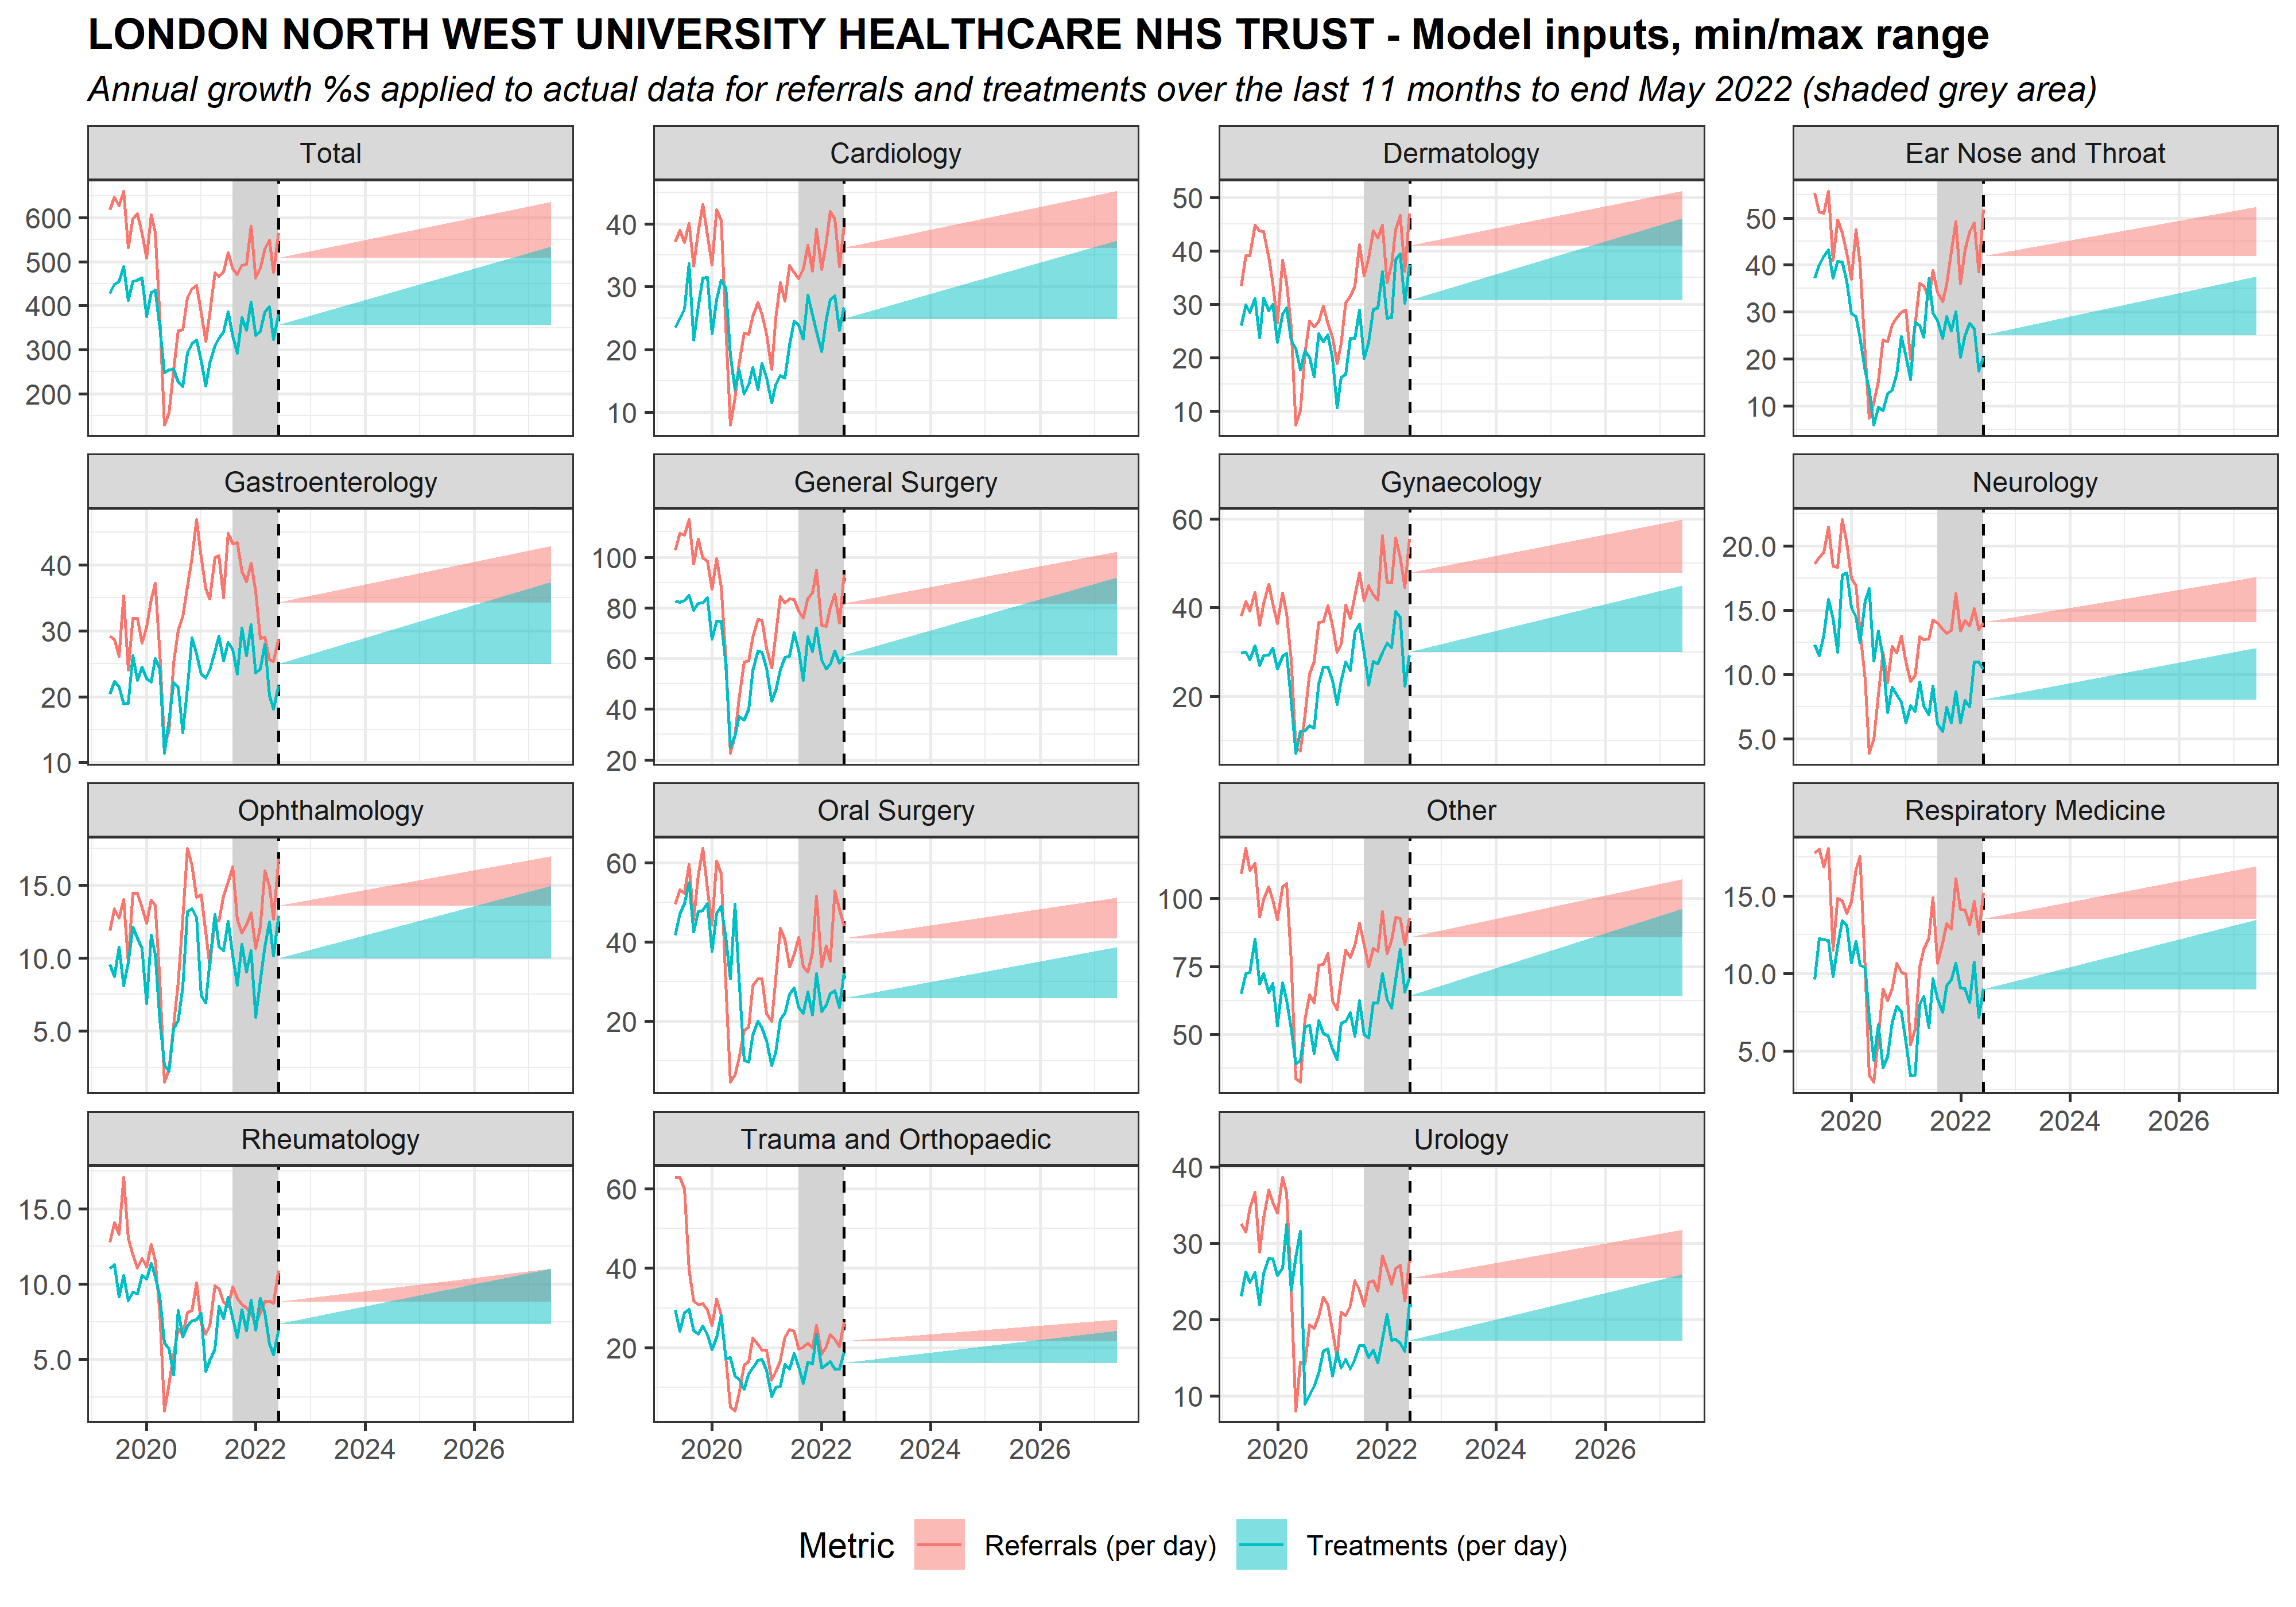 LONDON NORTH WEST UNIVERSITY HEALTHCARE NHS TRUST - Model inputs, min/max range
Annual growth %s applied to actual data for referrals and treatments over the last 11 months to end May 2022 (shaded grey area)
Total
600
500
400
300
200
Cardiology
40
30
20
10
Dermatology
50
40
30
20
10
Ear Nose and Throat
50
40
30
20
10
Gastroenterology
40
30
20
10
General Surgery
100
80
60
40
20
Gynaecology
60
40
20
Neurology
20.0
15.0
10.0
5.0
Ophthalmology
15.0
10.0
5.0
Oral Surgery
60
40
20
Other
100
75
50
Respiratory Medicine
15.0
10.0
5.0
2020 2022 2024 2026
Rheumatology
15.0
10.0
5.0
2020 2022 2024 2026
Trauma and Orthopaedic
60
40
20
2020 2022 2024 2026
Urology
40
30
20
10
2020 2022 2024 2026
Metric Referrals (per day) Treatments (per day)